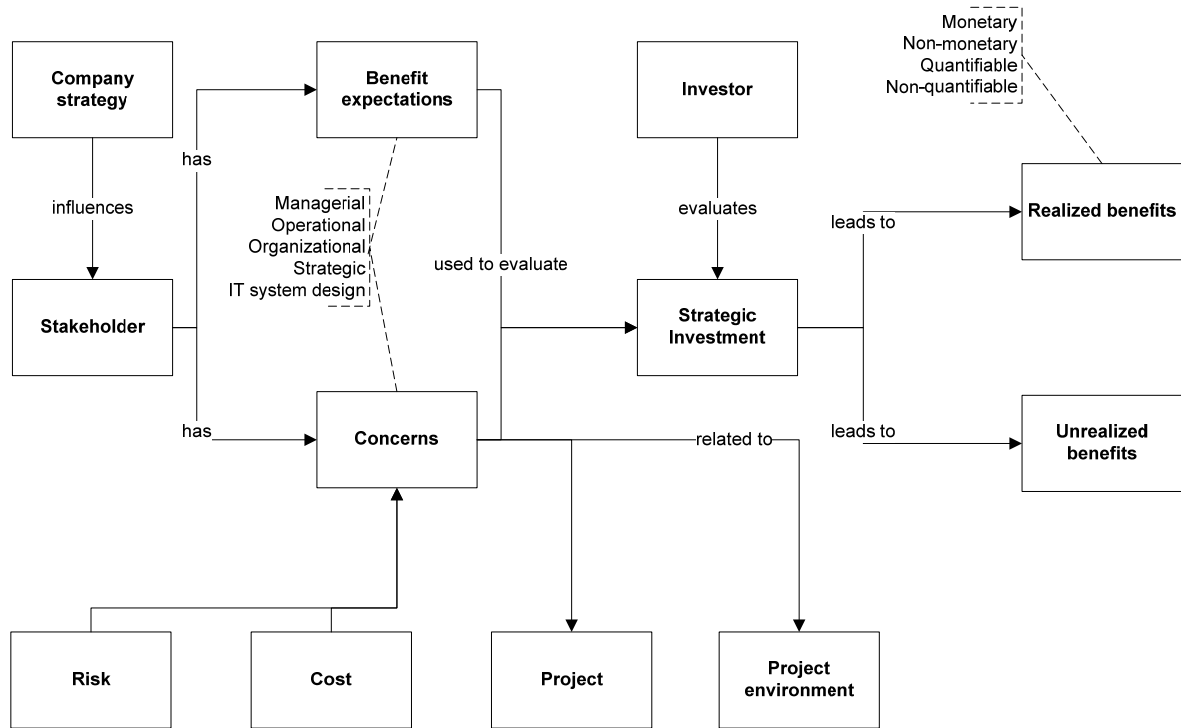 Monetary
Non-monetary
Quantifiable
Non-quantifiable
Company
strategy
Benefit
expectations
Investor
has
Realized benefits
influences
Managerial
Operational
Organizational
Strategic
IT system design
evaluates
leads to
used to evaluate
Stakeholder
Strategic
Investment
has
Concerns
related to
leads to
Unrealized
benefits
Risk
Cost
Project
Project
environment